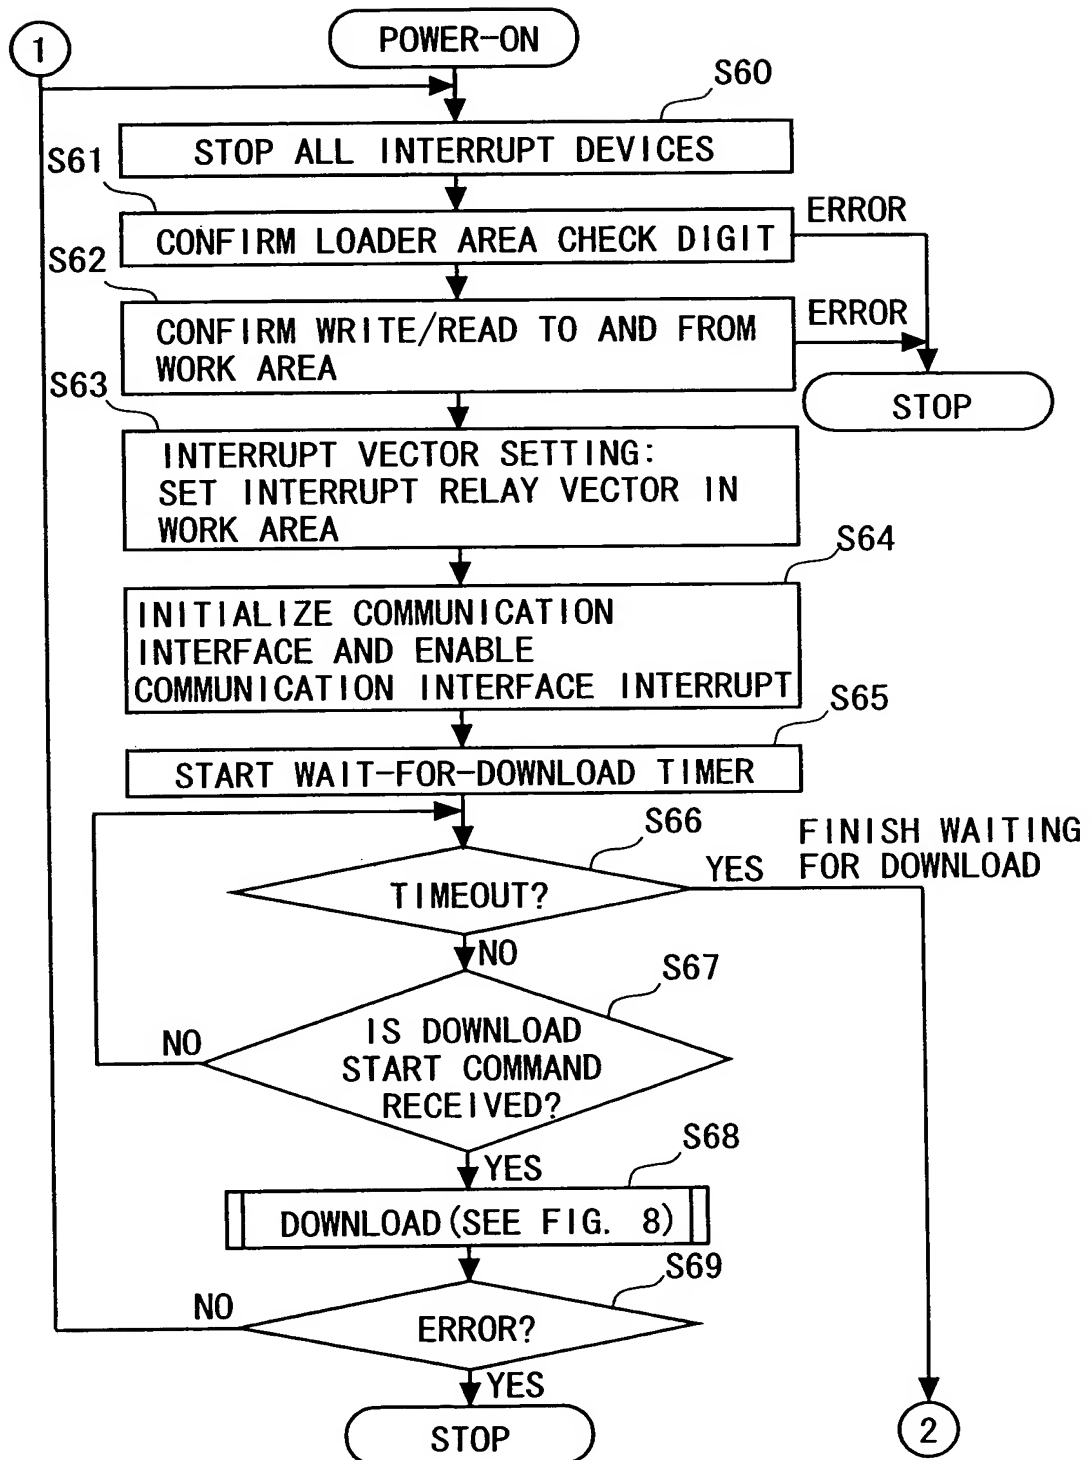 1
POWER-ON
S60
STOP ALL INTERRUPT DEVICES
S61
ERROR
CONFIRM LOADER AREA CHECK DIGIT
S62
ERROR
CONFIRM WRITE/READ TO AND FROM
WORK AREA
S63
STOP
INTERRUPT VECTOR SETTING:
SET INTERRUPT RELAY VECTOR IN
WORK AREA
S64
INITIALIZE COMMUNICATION
INTERFACE AND ENABLE
COMMUNICATION INTERFACE INTERRUPT
S65
START WAIT-FOR-DOWNLOAD TIMER
S66
FINISH WAITING
FOR DOWNLOAD
YES
TIMEOUT?
NO
S67
NO
IS DOWNLOAD
START COMMAND
RECEIVED?
YES
S68
DOWNLOAD(SEE FIG. 8)
S69
NO
ERROR?
YES
STOP
2